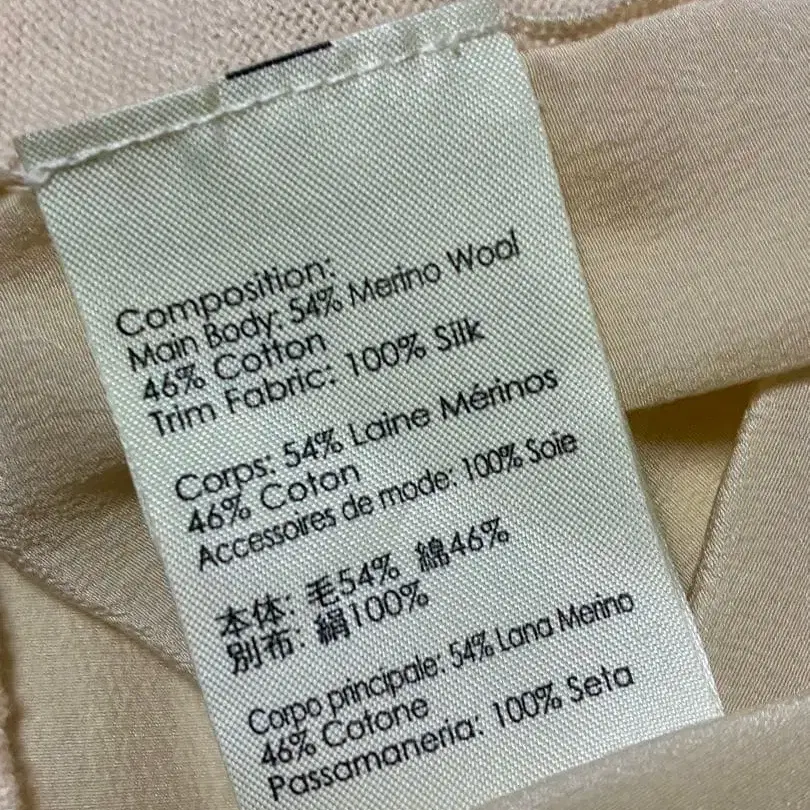 Composition:
Main Body: 54% Merino Wool
46% Cotton
Trim Fabric: 100% Silk
Corps: 54% Laine Mérinos
46% Coton
Accessoires de mode: 100% Soie
本体: 毛54% 綿46%
別布: 絹100%
Corpo principale: 54% Lana Merino
46% Cotone
Passamaneria: 100% Seta